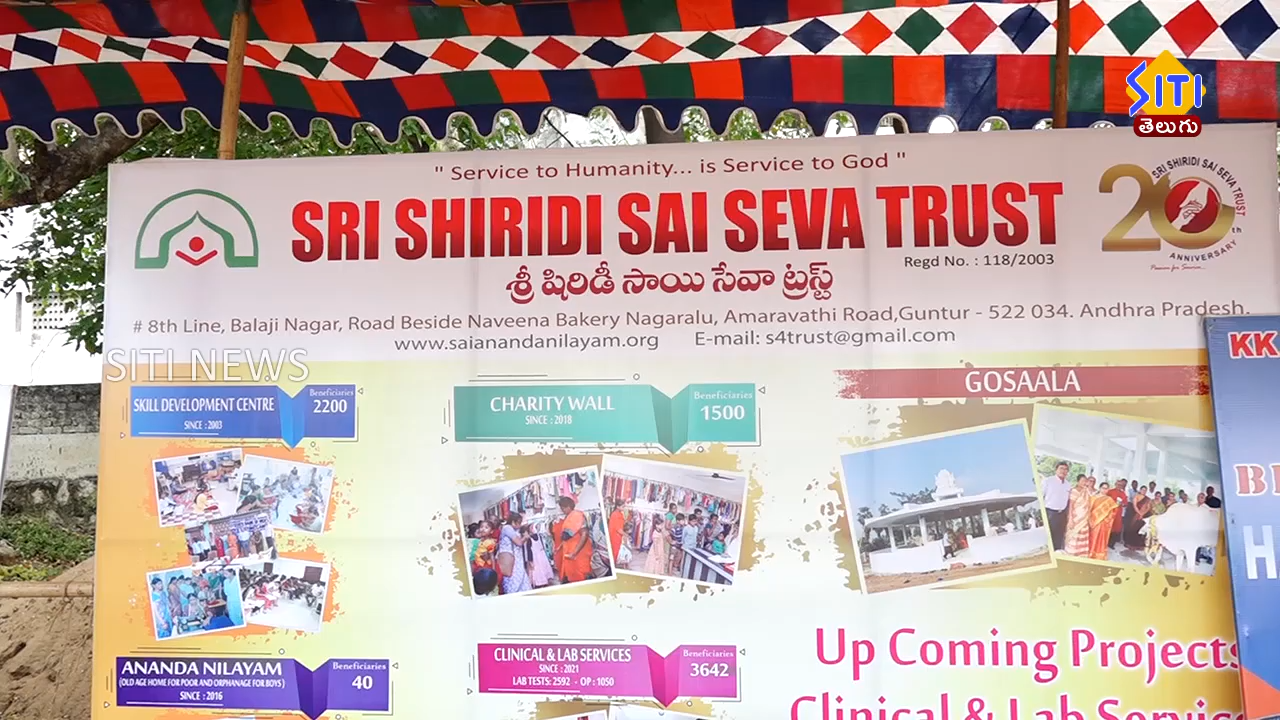 SITI
తెలుగు
" Service to Humanity... is Service to God "
SRI SHIRIDI SAI SEVA TRUST
Regd No. : 118/2003
శ్రీ షిరిడీ సాయి సేవా ట్రస్ట్
20th
SRI SHIRIDI SAI SEVA TRUST
ANNIVERSARY
# 8th Line, Balaji Nagar, Road Beside Naveena Bakery Nagaralu, Amaravathi Road,Guntur - 522 034. Andhra Pradesh.
www.saianandanilayam.org E-mail: s4trust@gmail.com
SITI NEWS
SKILL DEVELOPMENT CENTRE
SINCE : 2003
Beneficiaries
2200
CHARITY WALL
SINCE : 2018
Beneficiaries
1500
GOSAALA
KK
ANANDA NILAYAM
(OLD AGE HOME FOR POOR AND ORPHANAGE FOR BOYS)
SINCE : 2016
Beneficiaries
40
CLINICAL & LAB SERVICES
SINCE : 2021
LAB TESTS: 2592 - OP : 1050
Beneficiaries
3642
Up Coming Projects
Clinical & Lab Service